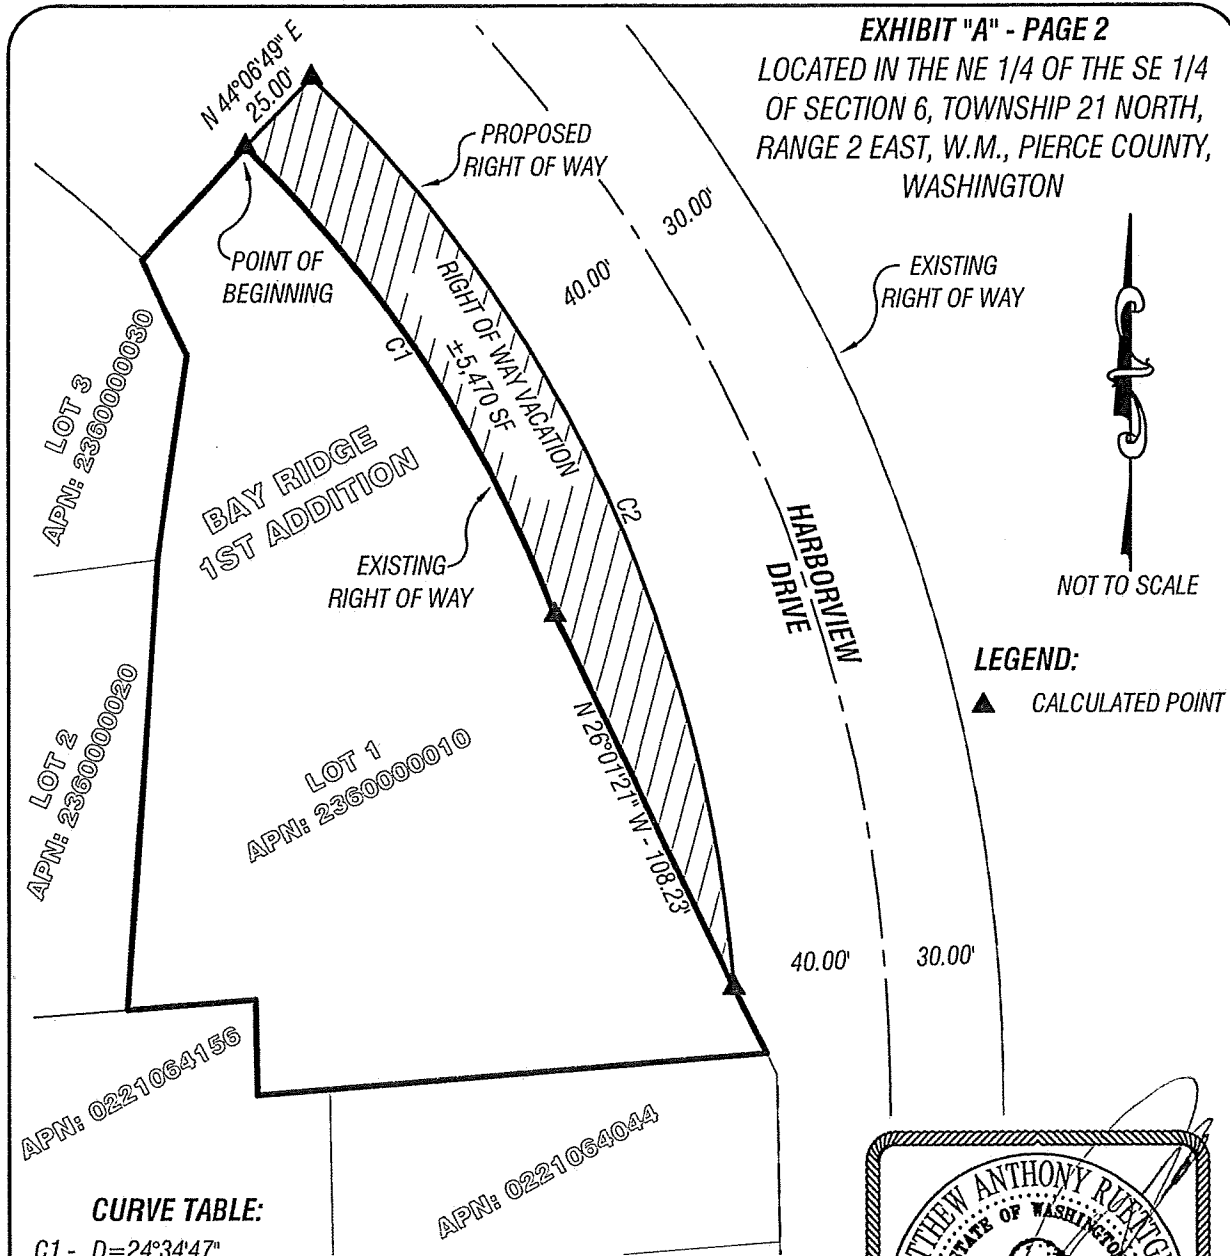 EXHIBIT "A" - PAGE 2
LOCATED IN THE NE 1/4 OF THE SE 1/4
OF SECTION 6, TOWNSHIP 21 NORTH,
RANGE 2 EAST, W.M., PIERCE COUNTY,
WASHINGTON
N 44°06'49" E
25.00'
PROPOSED
RIGHT OF WAY
30.00'
40.00'
POINT OF
BEGINNING
EXISTING
RIGHT OF WAY
C1
RIGHT OF WAY VACATION
±5,470 SF
C2
LOT 3
APN: 2360000030
BAY RIDGE
1ST ADDITION
EXISTING
RIGHT OF WAY
HARBORVIEW
DRIVE
NOT TO SCALE
LEGEND:
CALCULATED POINT
LOT 2
APN: 2360000020
LOT 1
APN: 2360000010
N 26°01'21" W - 108.23'
40.00'
30.00'
APN: 0221064156
APN: 0221064044
CURVE TABLE:
C1 - D=24°34'47"
ANTHONY
STATE OF WASHINGTON